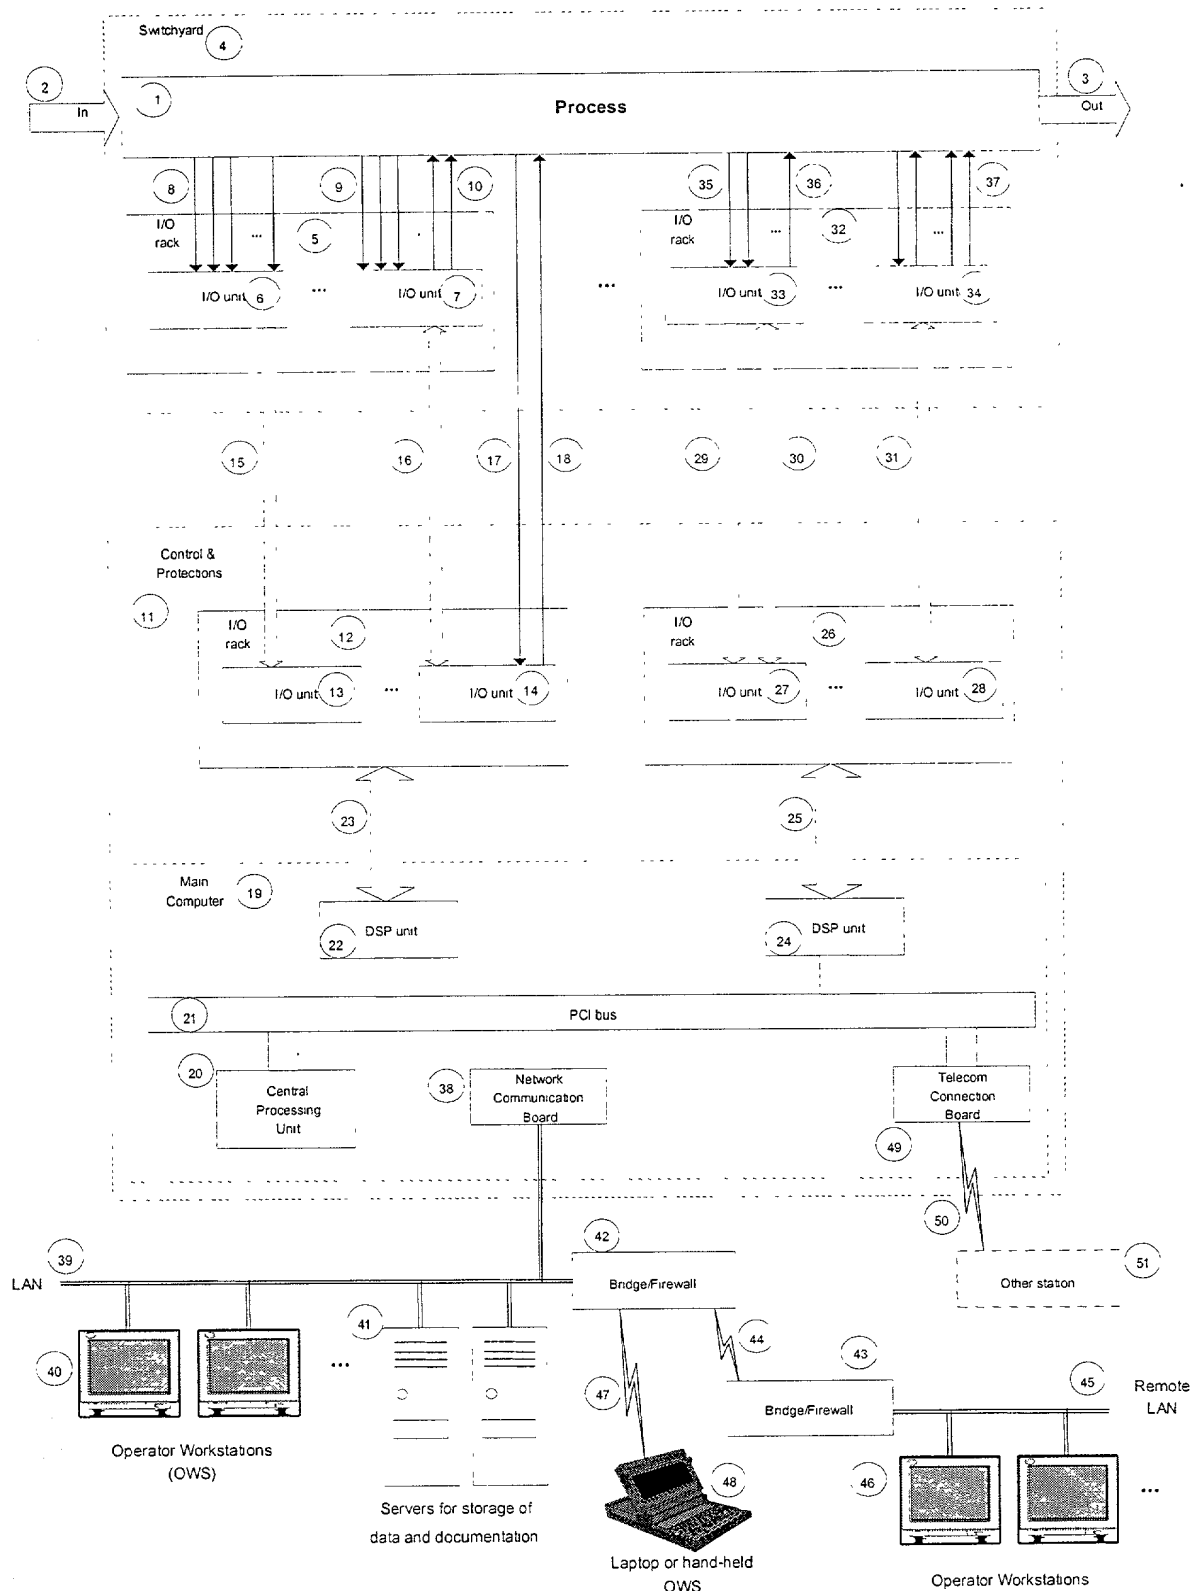 Switchyard
4
2
1
Process
3
In
Out
8
9
10
35
36
37
I/O
rack
...
5
I/O
rack
...
32
...
I/O unit
6
...
I/O unit
7
...
I/O unit
33
...
I/O unit
34
15
16
17
18
29
30
31
Control &
Protections
11
I/O
rack
12
I/O
rack
26
I/O unit
13
...
I/O unit
14
I/O unit
27
...
I/O unit
28
23
25
Main
Computer
19
DSP unit
22
DSP unit
24
21
PCI bus
20
Central
Processing
Unit
38
Network
Communication
Board
Telecom
Connection
Board
49
50
39
LAN
42
Bridge/Firewall
Other station
51
41
40
...
44
43
47
Bridge/Firewall
45
Remote
LAN
Operator Workstations
(OWS)
48
46
...
Servers for storage of
data and documentation
Laptop or hand-held
OWS
Operator Workstations